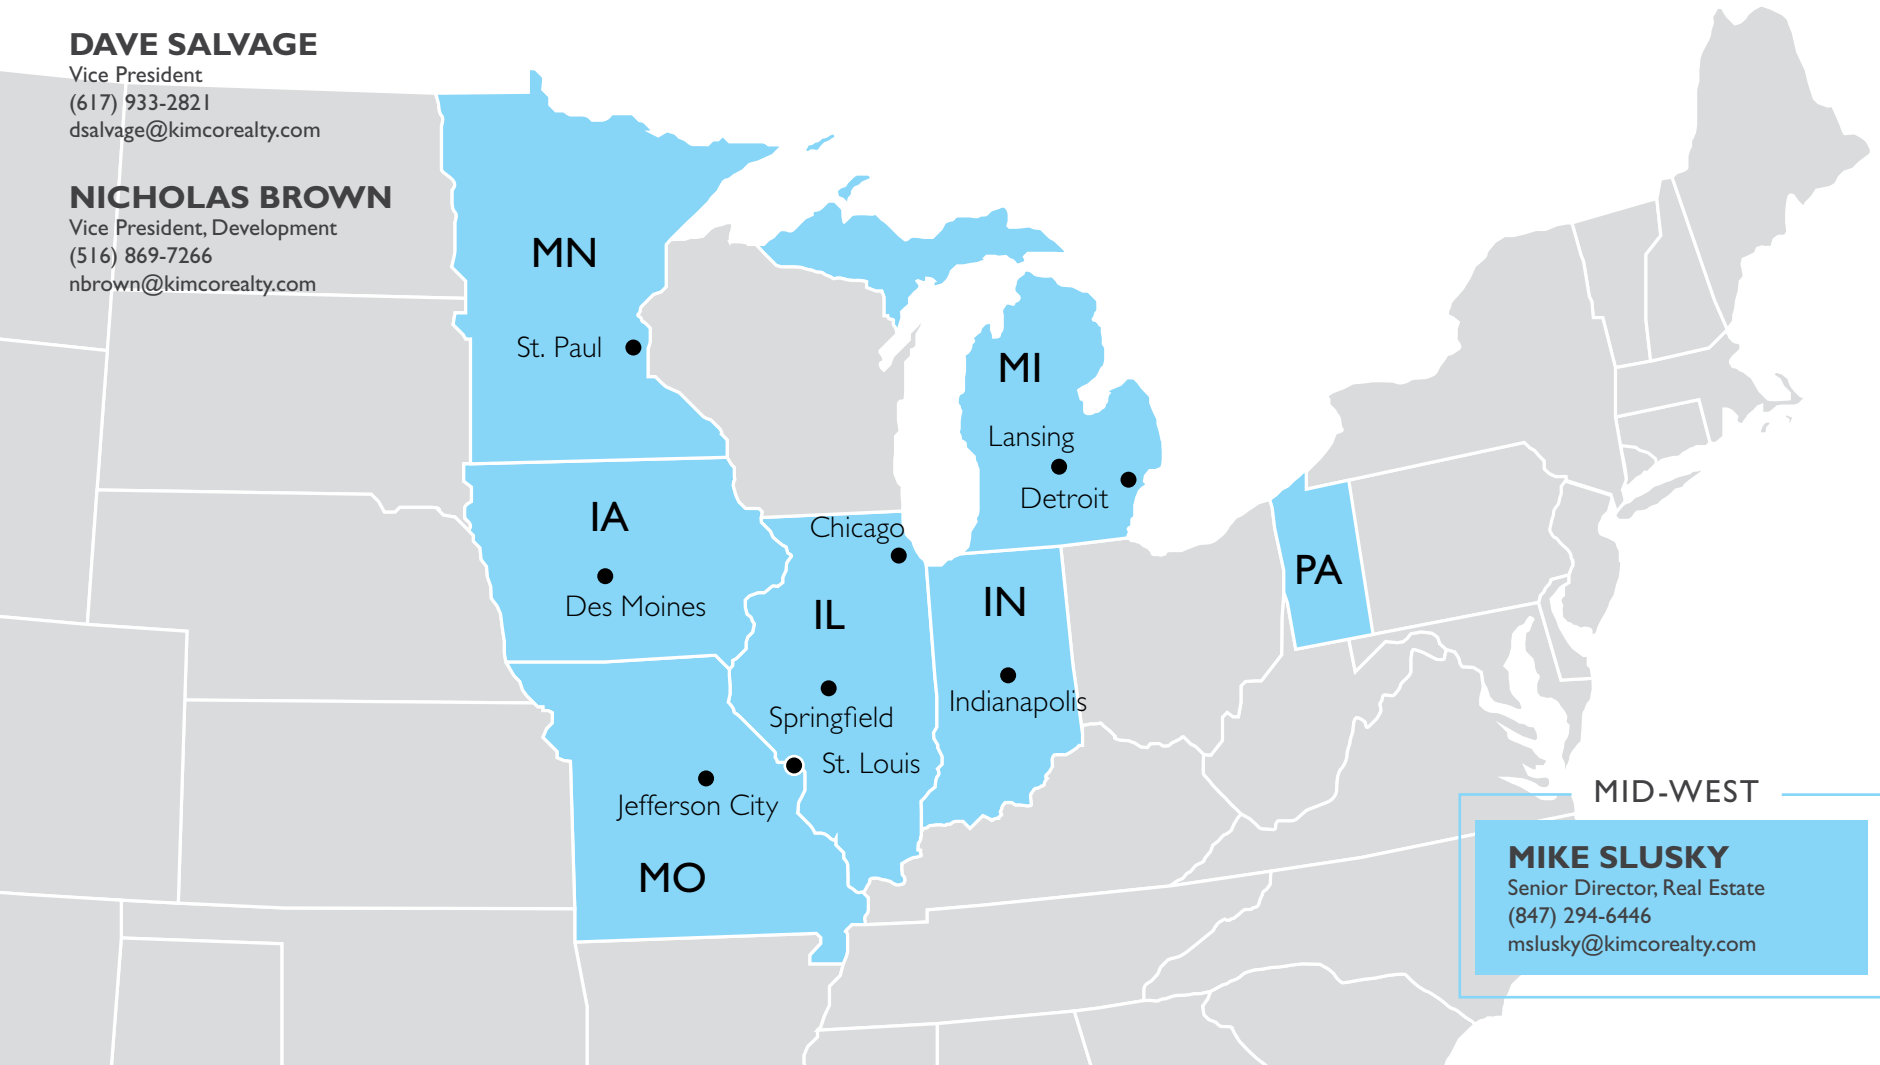 DAVE SALVAGE
Vice President
(617) 933-2821
dsalvage@kimcorealty.com
NICHOLAS BROWN
Vice President, Development
(516) 869-7266
nbrown@kimcorealty.com
MN
St. Paul
MI
Lansing
Detroit
IA
Des Moines
Chicago
IL
Springfield
St. Louis
IN
Indianapolis
PA
Jefferson City
MO
MID-WEST
MIKE SLUSKY
Senior Director, Real Estate
(847) 294-6446
mslusky@kimcorealty.com